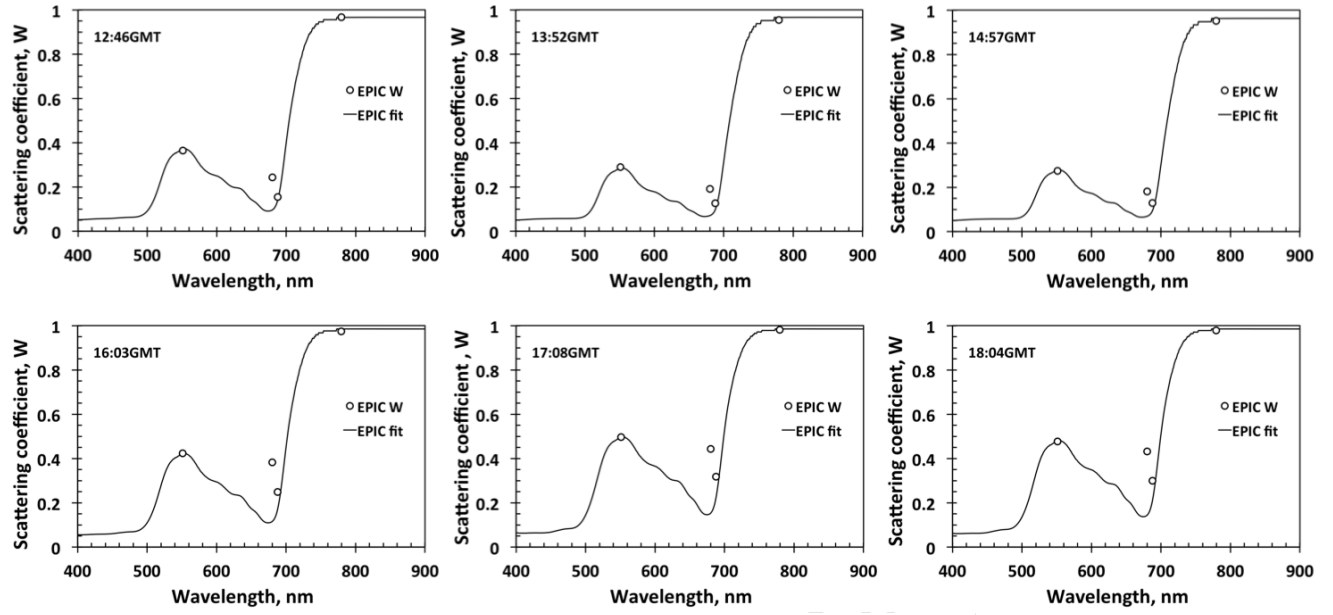 Scattering coefficient, W
1
0.8
0.6
0.4
0.2
0
12:46GMT
EPIC W
EPIC fit
400 500 600 700 800 900
Wavelength, nm
Scattering coefficient, W
1
0.8
0.6
0.4
0.2
0
13:52GMT
EPIC W
EPIC fit
400 500 600 700 800 900
Wavelength, nm
Scattering coefficient, W
1
0.8
0.6
0.4
0.2
0
14:57GMT
EPIC W
EPIC fit
400 500 600 700 800 900
Wavelength, nm
Scattering coefficient, W
1
0.8
0.6
0.4
0.2
0
16:03GMT
EPIC W
EPIC fit
400 500 600 700 800 900
Wavelength, nm
Scattering coefficient , W
1
0.8
0.6
0.4
0.2
0
17:08GMT
EPIC W
EPIC fit
400 500 600 700 800 900
Wavelength, nm
Scattering coefficient, W
1
0.8
0.6
0.4
0.2
0
18:04GMT
EPIC W
EPIC fit
400 500 600 700 800 900
Wavelength, nm